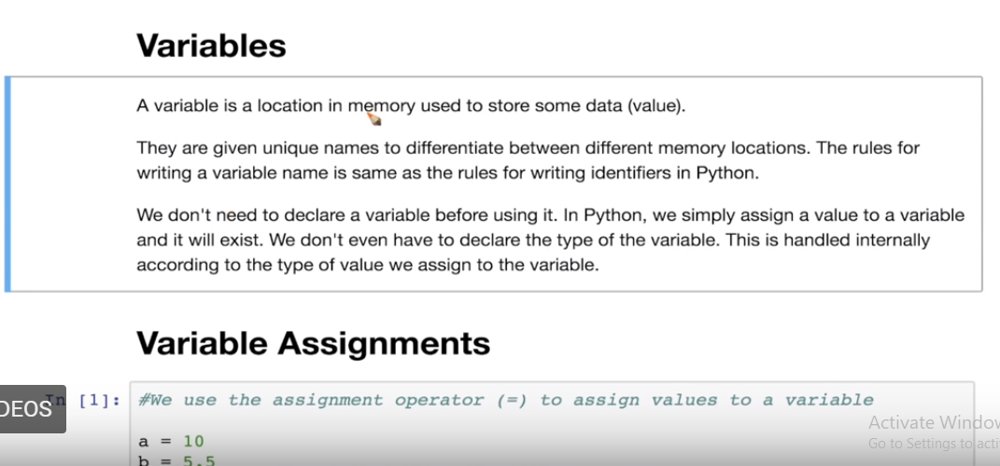 Variables
A variable is a location in memory used to store some data (value).
They are given unique names to differentiate between different memory locations. The rules for
writing a variable name is same as the rules for writing identifiers in Python.
We don't need to declare a variable before using it. In Python, we simply assign a value to a variable
and it will exist. We don't even have to declare the type of the variable. This is handled internally
according to the type of value we assign to the variable.
Variable Assignments
DEOS In [1]: #We use the assignment operator (=) to assign values to a variable
Activate Window
a = 10
Go to Settings to acti
b = 5.5